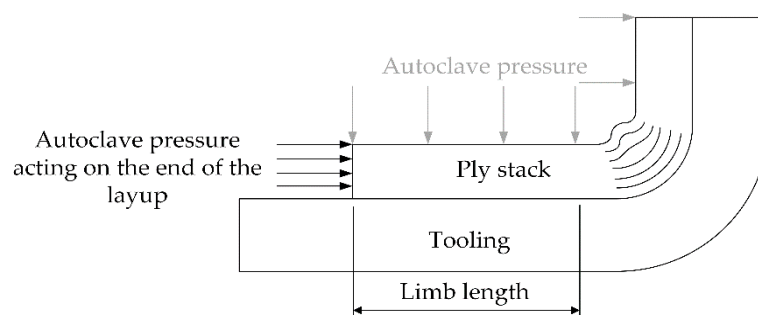 Autoclave pressure
Autoclave pressure
acting on the end of the
layup
Ply stack
Tooling
Limb length